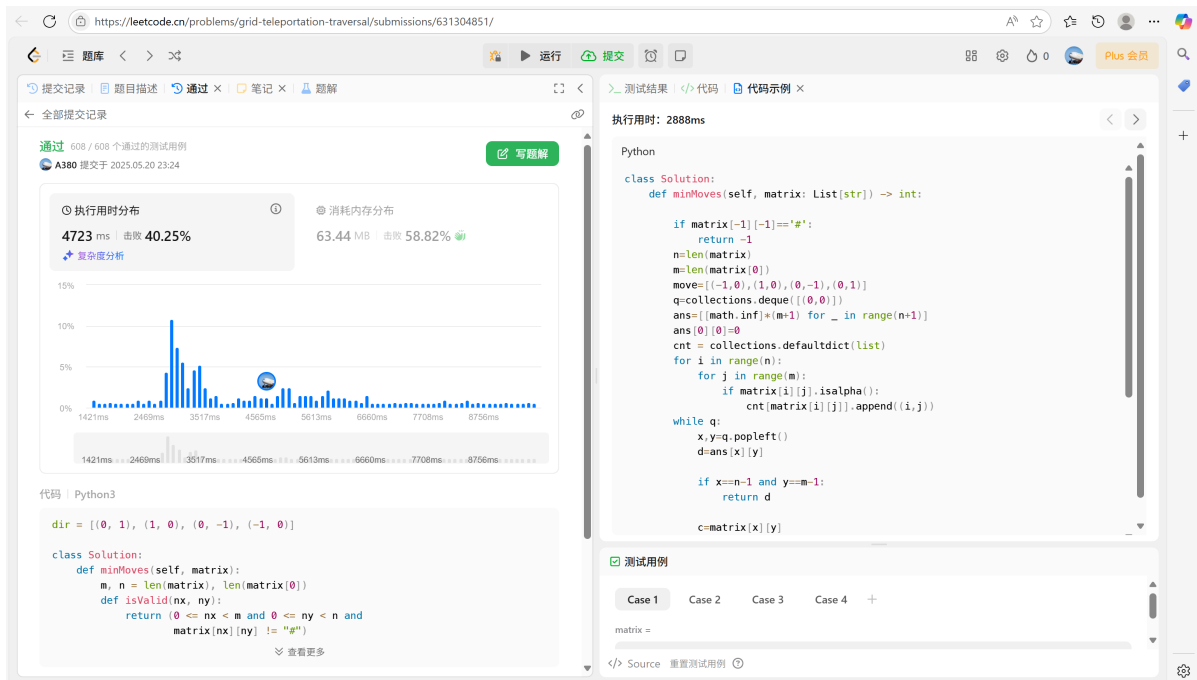 https://leetcode.cn/problems/grid-teleportation-traversal/submissions/631304851/
题库
运行
提交
0
Plus 会员
提交记录
题目描述
通过
笔记
题解
全部提交记录
通过 608 / 608 个通过的测试用例
A380 提交于 2025.05.20 23:24
写题解
执行用时分布
4723 ms 击败 40.25%
复杂度分析
消耗内存分布
63.44 MB 击败 58.82%
15%
10%
5%
0%
1421ms 2469ms 3517ms 4565ms 5613ms 6660ms 7708ms 8756ms
1421ms 2469ms 3517ms 4565ms 5613ms 6660ms 7708ms 8756ms
代码 Python3
dir = [(0, 1), (1, 0), (0, -1), (-1, 0)]
class Solution:
def minMoves(self, matrix):
m, n = len(matrix), len(matrix[0])
def isValid(nx, ny):
return (0 <= nx < m and 0 <= ny < n and
matrix[nx][ny] != "#")
查看更多
测试结果
代码
代码示例
执行用时：2888ms
Python
class Solution:
def minMoves(self, matrix: List[str]) -> int:
if matrix[-1][-1]=='#':
return -1
n=len(matrix)
m=len(matrix[0])
move=[(-1,0),(1,0),(0,-1),(0,1)]
q=collections.deque([(0,0)])
ans=[[math.inf]*(m+1) for _ in range(n+1)]
ans[0][0]=0
cnt = collections.defaultdict(list)
for i in range(n):
for j in range(m):
if matrix[i][j].isalpha():
cnt[matrix[i][j]].append((i,j))
while q:
x,y=q.popleft()
d=ans[x][y]
if x==n-1 and y==m-1:
return d
c=matrix[x][y]
测试用例
Case 1
Case 2
Case 3
Case 4
matrix =
Source 重置测试用例